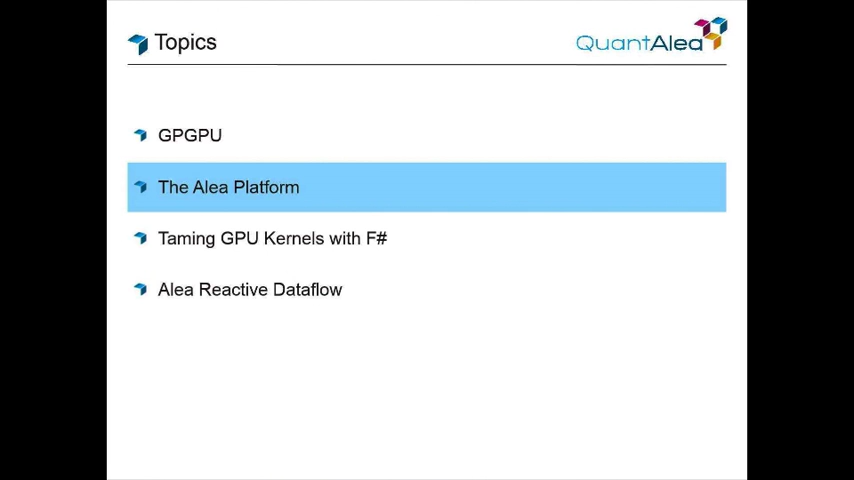 Topics
QuantAlea
GPGPU
The Alea Platform
Taming GPU Kernels with F#
Alea Reactive Dataflow